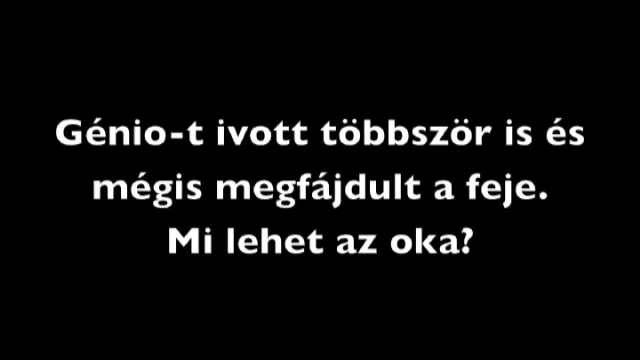 Génio-t ivott többször is és
mégis megfájdult a feje.
Mi lehet az oka?